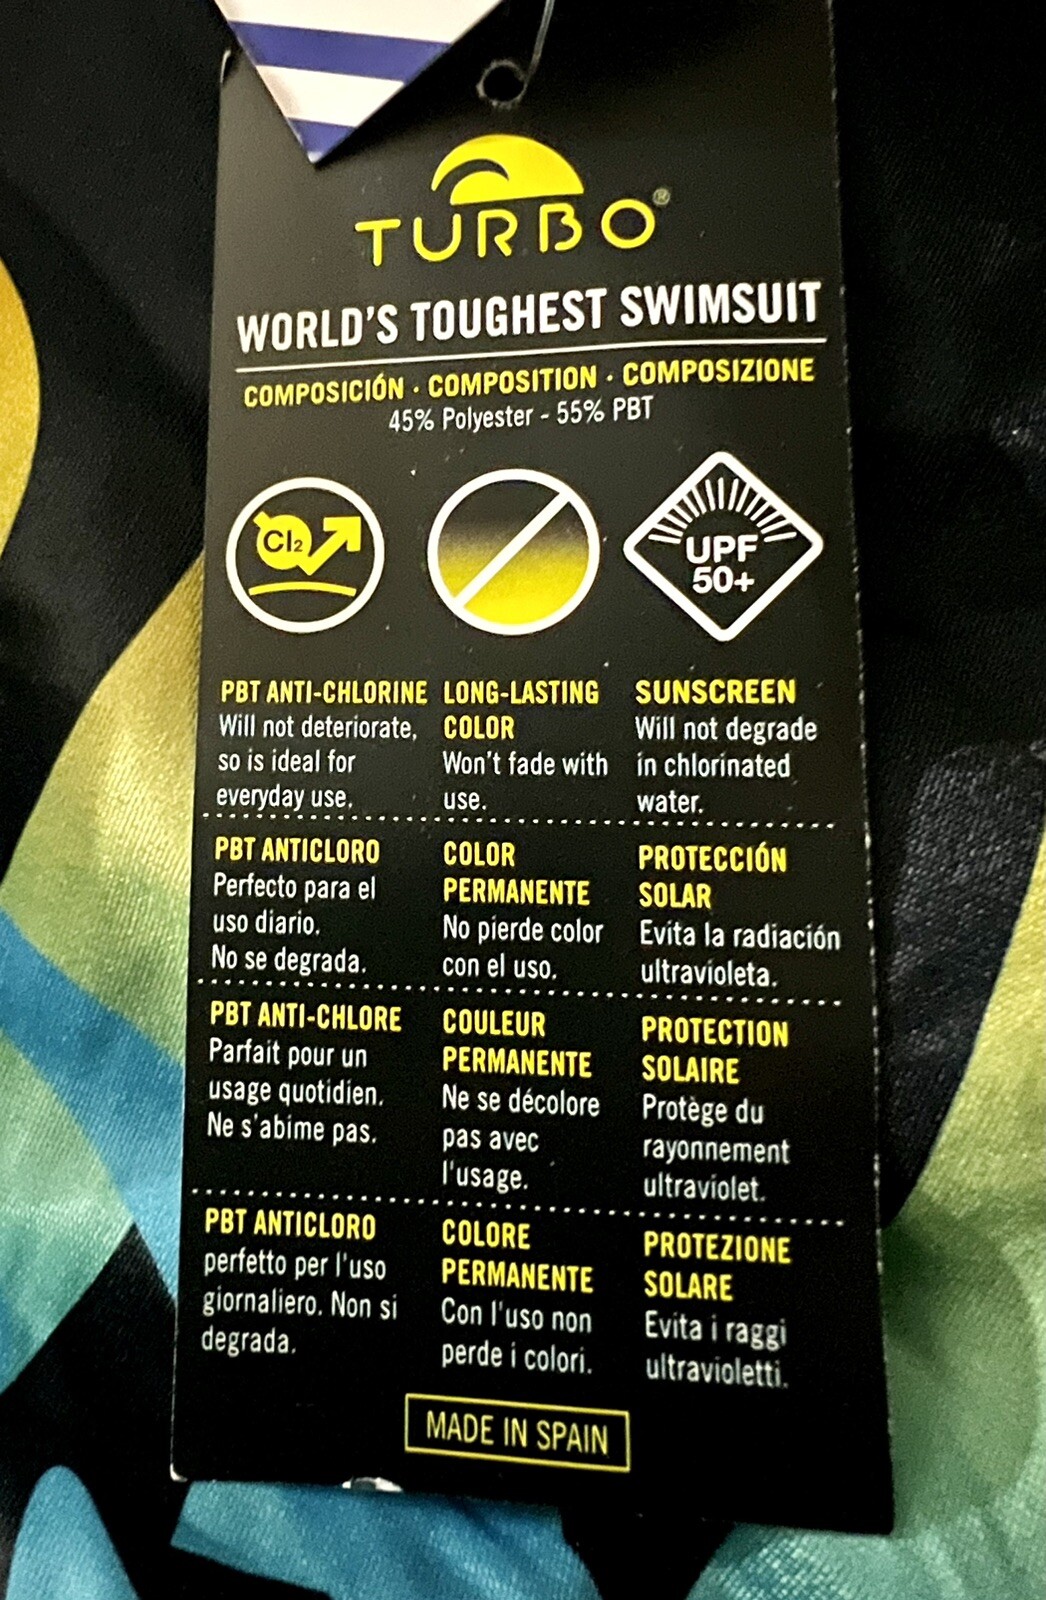 TURBO®
WORLD'S TOUGHEST SWIMSUIT
COMPOSICIÓN · COMPOSITION · COMPOSIZIONE
45% Polyester - 55% PBT
Cl₂
UPF
50+
PBT ANTI-CHLORINE
Will not deteriorate,
so is ideal for
everyday use.
LONG-LASTING
COLOR
Won't fade with
use.
SUNSCREEN
Will not degrade
in chlorinated
water.
PBT ANTICLORO
Perfecto para el
uso diario.
No se degrada.
COLOR
PERMANENTE
No pierde color
con el uso.
PROTECCIÓN
SOLAR
Evita la radiación
ultravioleta.
PBT ANTI-CHLORE
Parfait pour un
usage quotidien.
Ne s'abime pas.
COULEUR
PERMANENTE
Ne se décolore
pas avec
l'usage.
PROTECTION
SOLAIRE
Protège du
rayonnement
ultraviolet.
PBT ANTICLORO
perfetto per l'uso
giornaliero. Non si
degrada.
COLORE
PERMANENTE
Con l'uso non
perde i colori.
PROTEZIONE
SOLARE
Evita i raggi
ultravioletti.
MADE IN SPAIN